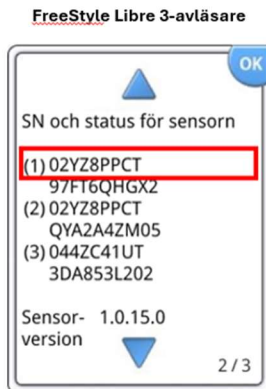 FreeStyle Libre 3-avläsare
OK
SN och status för sensorn
(1) 02YZ8PPCT
97FT6QHGX2
(2) 02YZ8PPCT
QYA2A4ZM05
(3) 044ZC41UT
3DA853L202
Sensor- 1.0.15.0
version
2/3